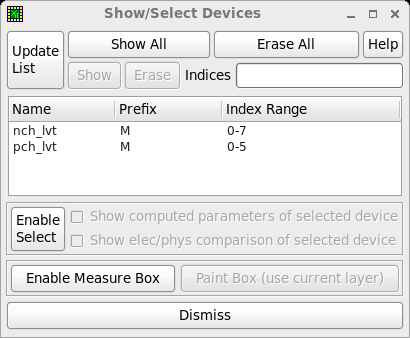 Show/Select Devices
Update List
Show All
Erase All
Help
Show
Erase
Indices
Name Prefix Index Range
nch_lvt M 0-7
pch_lvt M 0-5
Enable Select
Show computed parameters of selected device
Show elec/phys comparison of selected device
Enable Measure Box
Paint Box (use current layer)
Dismiss